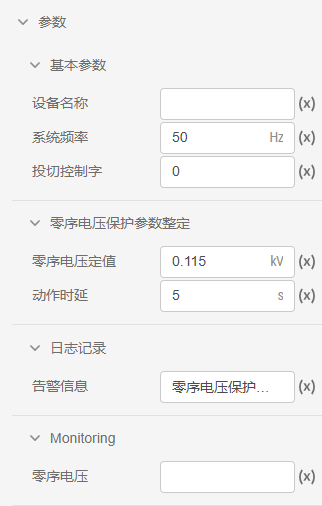 参数
基本参数
设备名称 (x)
系统频率 50 Hz (x)
投切控制字 0 (x)
零序电压保护参数整定
零序电压定值 0.115 kV (x)
动作时延 5 s (x)
日志记录
告警信息 零序电压保护... (x)
Monitoring
零序电压 (x)